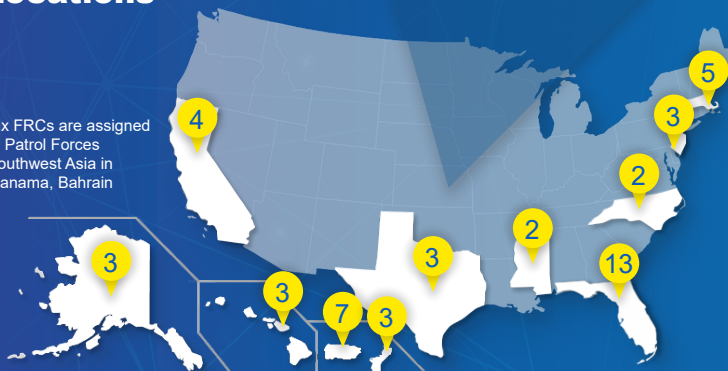 x FRCs are assigned
Patrol Forces
outhwest Asia in
anama, Bahrain
5
4
3
2
2
3
13
3
3
7
3